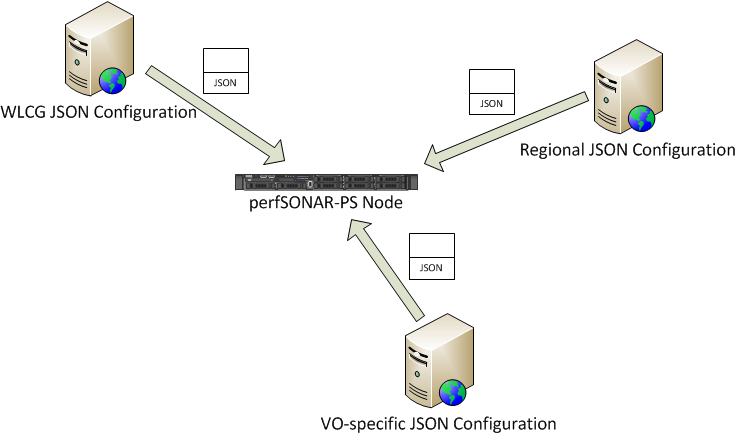 JSON
WLCG JSON Configuration
JSON
Regional JSON Configuration
perfSONAR-PS Node
JSON
VO-specific JSON Configuration